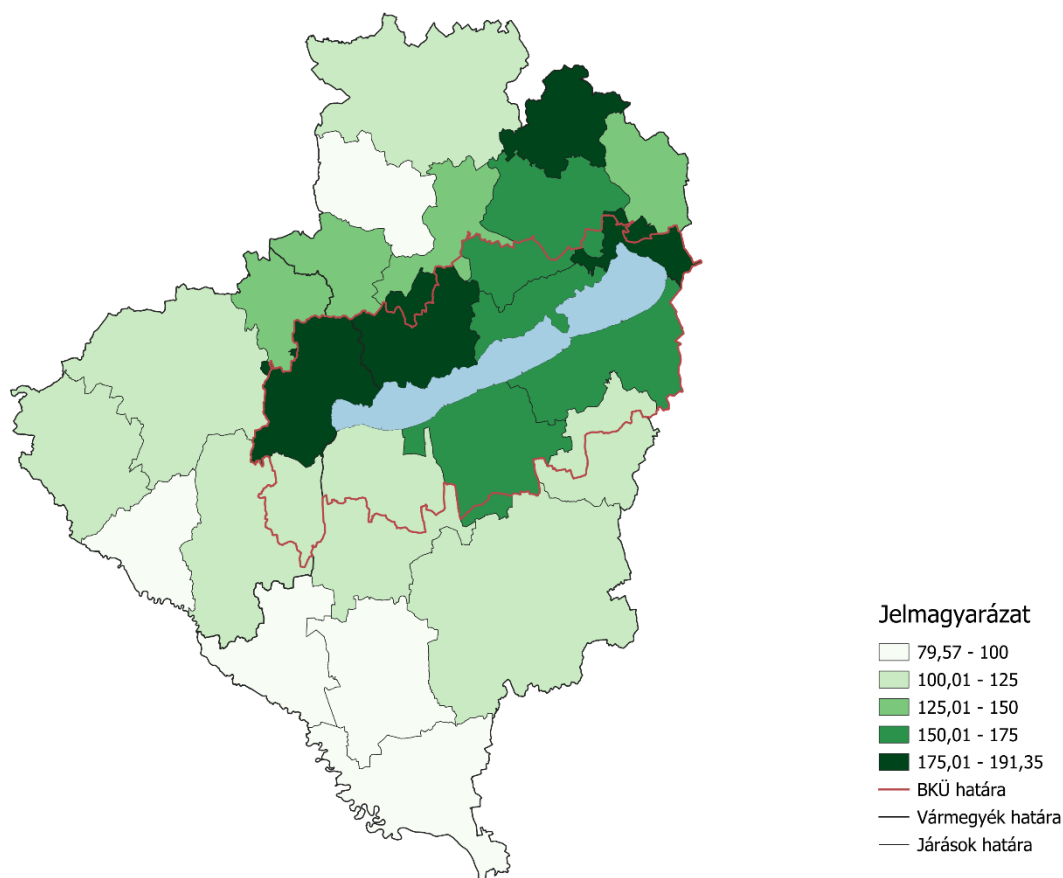 Jelmagyarázat
79,57 - 100
100,01 - 125
125,01 - 150
150,01 - 175
175,01 - 191,35
BKÜ határa
Vármegyék határa
Járások határa